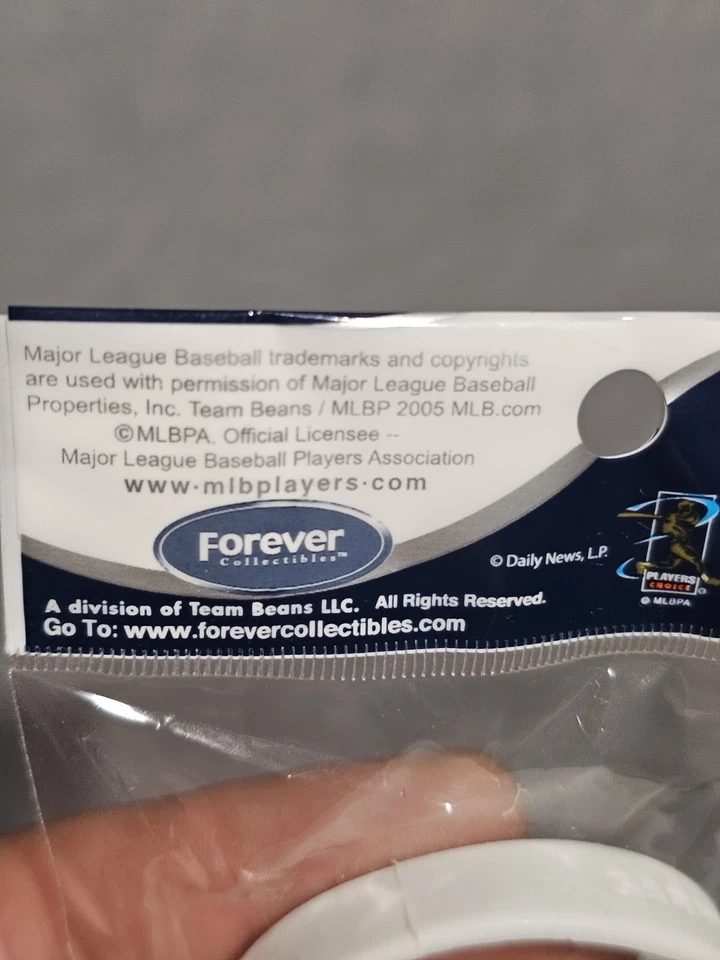 Major League Baseball trademarks and copyrights
are used with permission of Major League Baseball
Properties, Inc. Team Beans / MLBP 2005 MLB.com
©MLBPA. Official Licensee --
Major League Baseball Players Association
www.mlbplayers.com
Forever™
Collectibles
© Daily News, L.P.
PLAYERS
CHOICE
© MLBPA
A division of Team Beans LLC. All Rights Reserved.
Go To: www.forevercollectibles.com